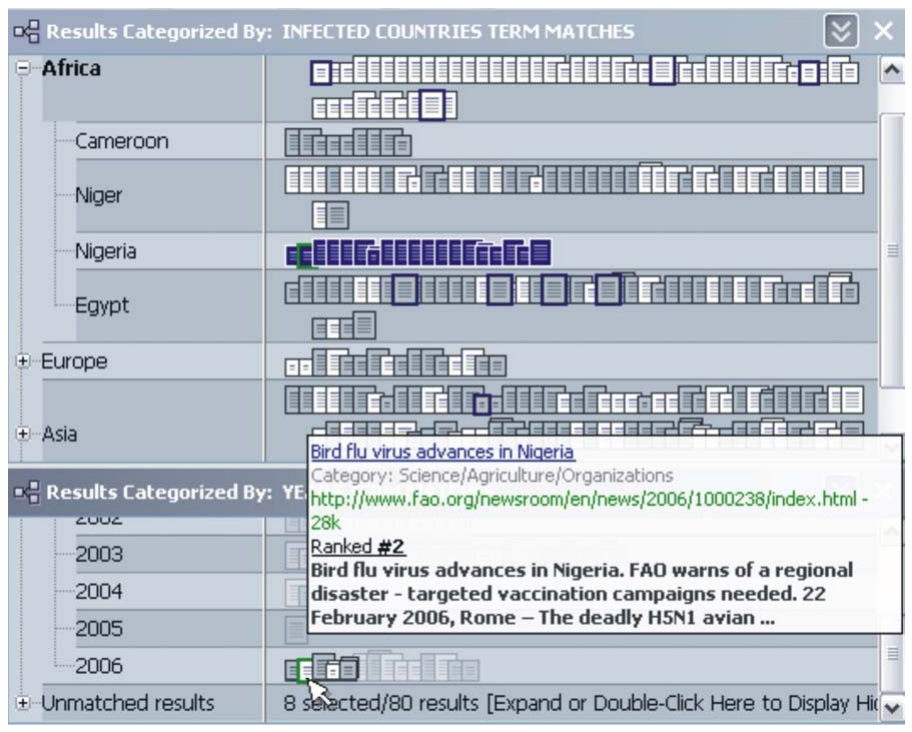 Results Categorized By: INFECTED COUNTRIES TERM MATCHES
Africa
Cameroon
Niger
Nigeria
Egypt
Europe
Asia
Bird flu virus advances in Nigeria
Category: Science/Agriculture/Organizations
http://www.fao.org/newsroom/en/news/2006/1000238/index.html -
28k
Ranked #2
Bird flu virus advances in Nigeria. FAO warns of a regional
disaster - targeted vaccination campaigns needed. 22
February 2006, Rome – The deadly H5N1 avian ...
Results Categorized By: YE
2002
2003
2004
2005
2006
Unmatched results 8 selected/80 results [Expand or Double-Click Here to Display Hi